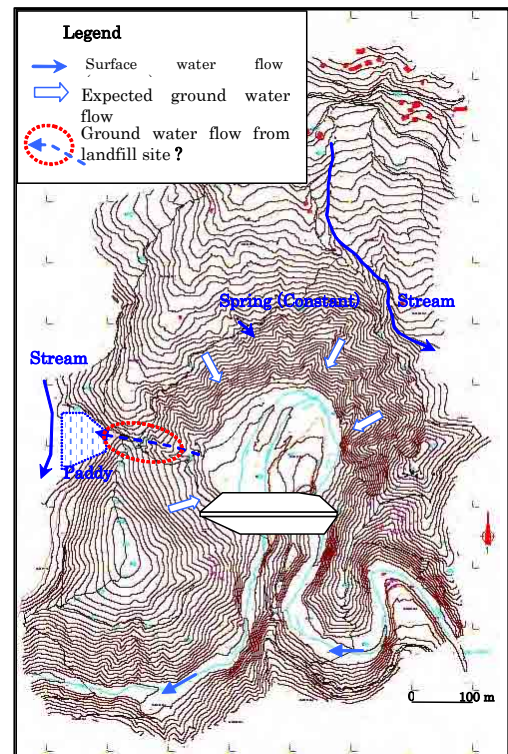 Legend
Surface water flow
Expected ground water
flow
Ground water flow from
landfill site ?
Spring (Constant)
Stream
Stream
Paddy
0 100 m